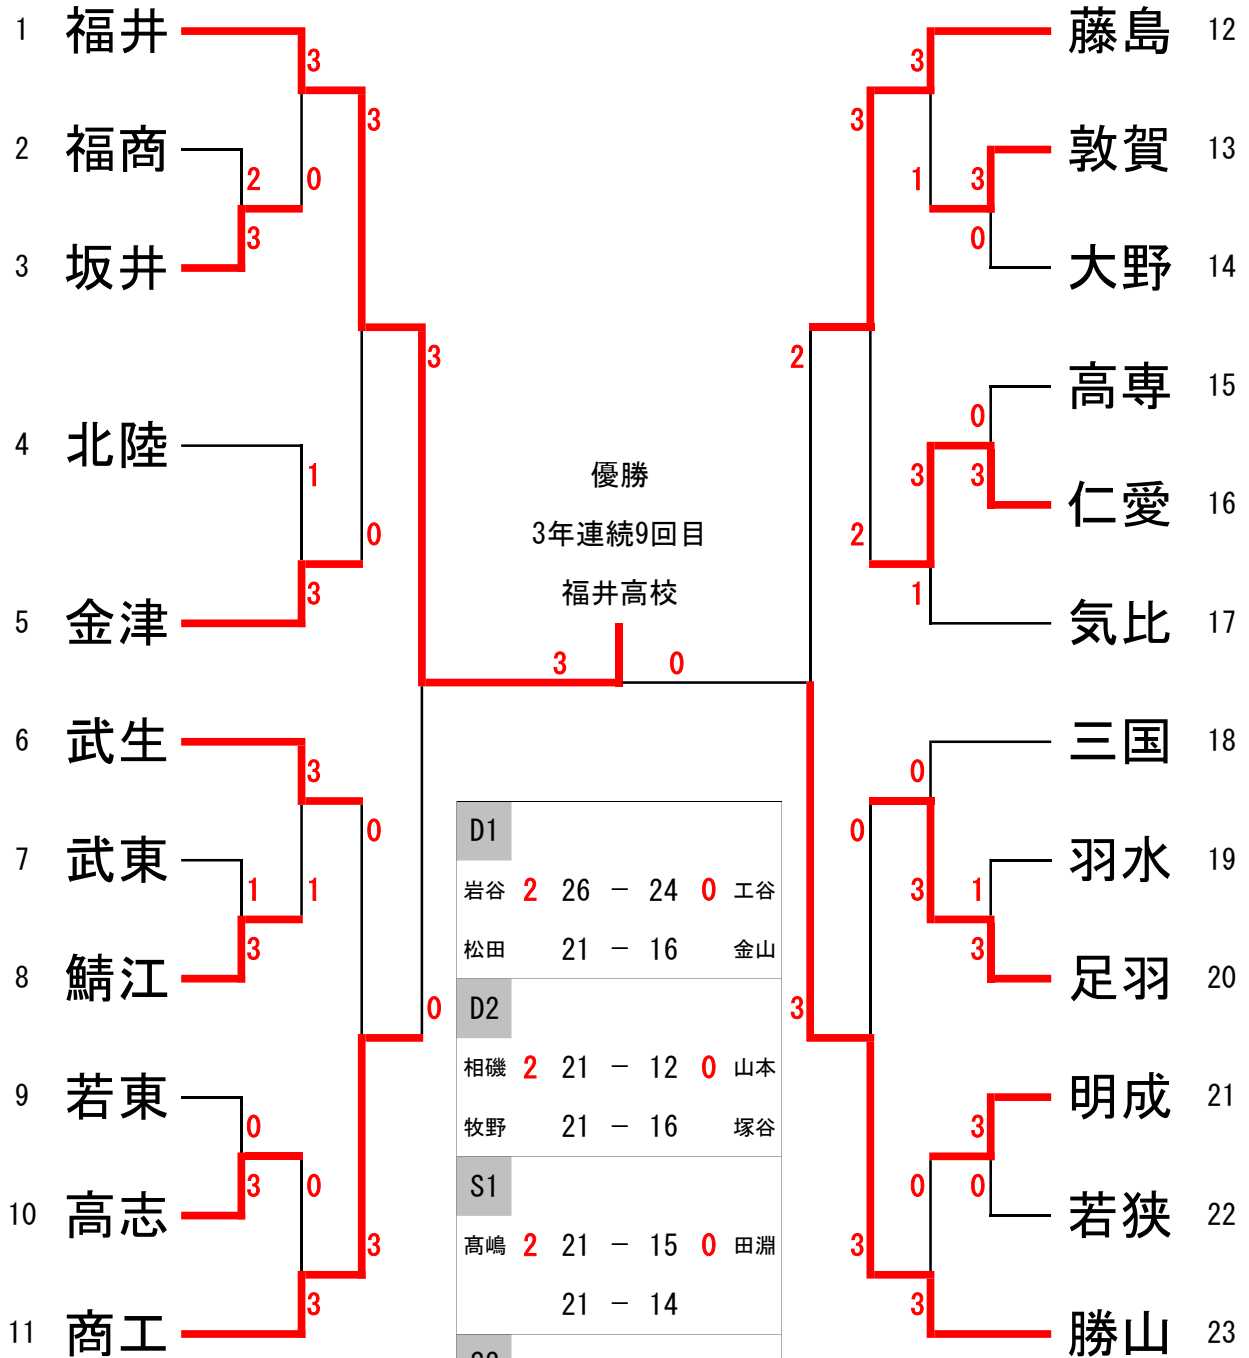 1 福井
3
3
2 福商
2 0
3
3 坂井
3
4 北陸
1
0
3
5 金津
6 武生
3
0
7 武東
1 1
3
8 鯖江
0
9 若東
0
3 0
10 高志
3
3
11 商工
優勝
3年連続9回目
福井高校
3 0
D1
岩谷 2 26 － 24 0 工谷
松田 21 － 16 金山
D2
相磯 2 21 － 12 0 山本
牧野 21 － 16 塚谷
S1
髙嶋 2 21 － 15 0 田淵
21 － 14
藤島 12
3
3
敦賀 13
1 3
0
大野 14
2
高専 15
0
3 3
仁愛 16
2
1
気比 17
三国 18
0
0
羽水 19
3 1
3
足羽 20
3
明成 21
3
0 0
若狭 22
3
3
勝山 23